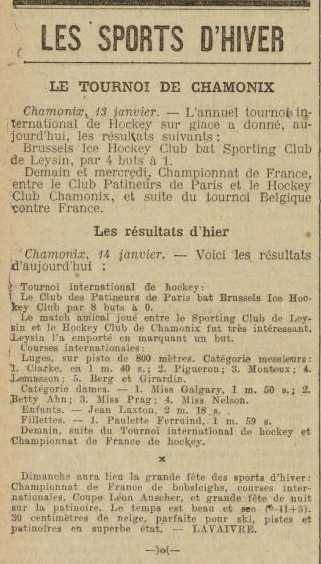 LES SPORTS D'HIVER
LE TOURNOI DE CHAMONIX
Chamonix, 13 janvier. — L'annuel tournoi in-
ternational de Hockey sur glace a donné, au-
jourd'hui, les résultats suivants :
Brussels Ice Hockey Club bat Sporting Club
de Leysin, par 4 buts à 1.
Demain et mercredi, Championnat de France,
entre le Club Patineurs de Paris et le Hockey
Club Chamonix, et suite du tournoi Belgique
contre France.
Les résultats d'hier
Chamonix, 14 janvier. — Voici les résultats
d'aujourd'hui :
Tournoi international de hockey :
Le Club des Patineurs de Paris bat Brussels Ice Hoc-
key Club par 8 buts à 0.
Le match amical joué entre le Sporting Club de Ley-
sin et le Hockey Club de Chamonix fut très intéressant.
Leysin l'a emporté en marquant un but.
Courses internationales :
Luges, sur piste de 800 mètres. Catégorie messieurs :
1. Clarke, en 1 m. 40 s. ; 2. Pigueron ; 3. Monteux ; 4.
Lemasson ; 5. Berg et Girardin.
Catégorie dames. — 1. Miss Galgary, 1 m. 50 s. ; 2.
Betty Ahn ; 3. Miss Prag ; 4. Miss Nelson.
Enfants. — Jean Laxton, 2 m. 18 s.
Fillettes. — 1. Paulette Ferruind, 1 m. 59 s.
Demain, suite du Tournoi international de hockey et
Championnat de France de hockey.
x
Dimanche aura lieu la grande fête des sports d'hiver :
Championnat de France de bobsleighs, courses inter-
nationales, Coupe Léon Auscher, et grande fête de nuit
sur la patinoire. Le temps est beau et sec (—11+3).
30 centimètres de neige, parfaite pour ski, pistes et
patinoires en superbe état. — LAVAIVRE.
—)o(—